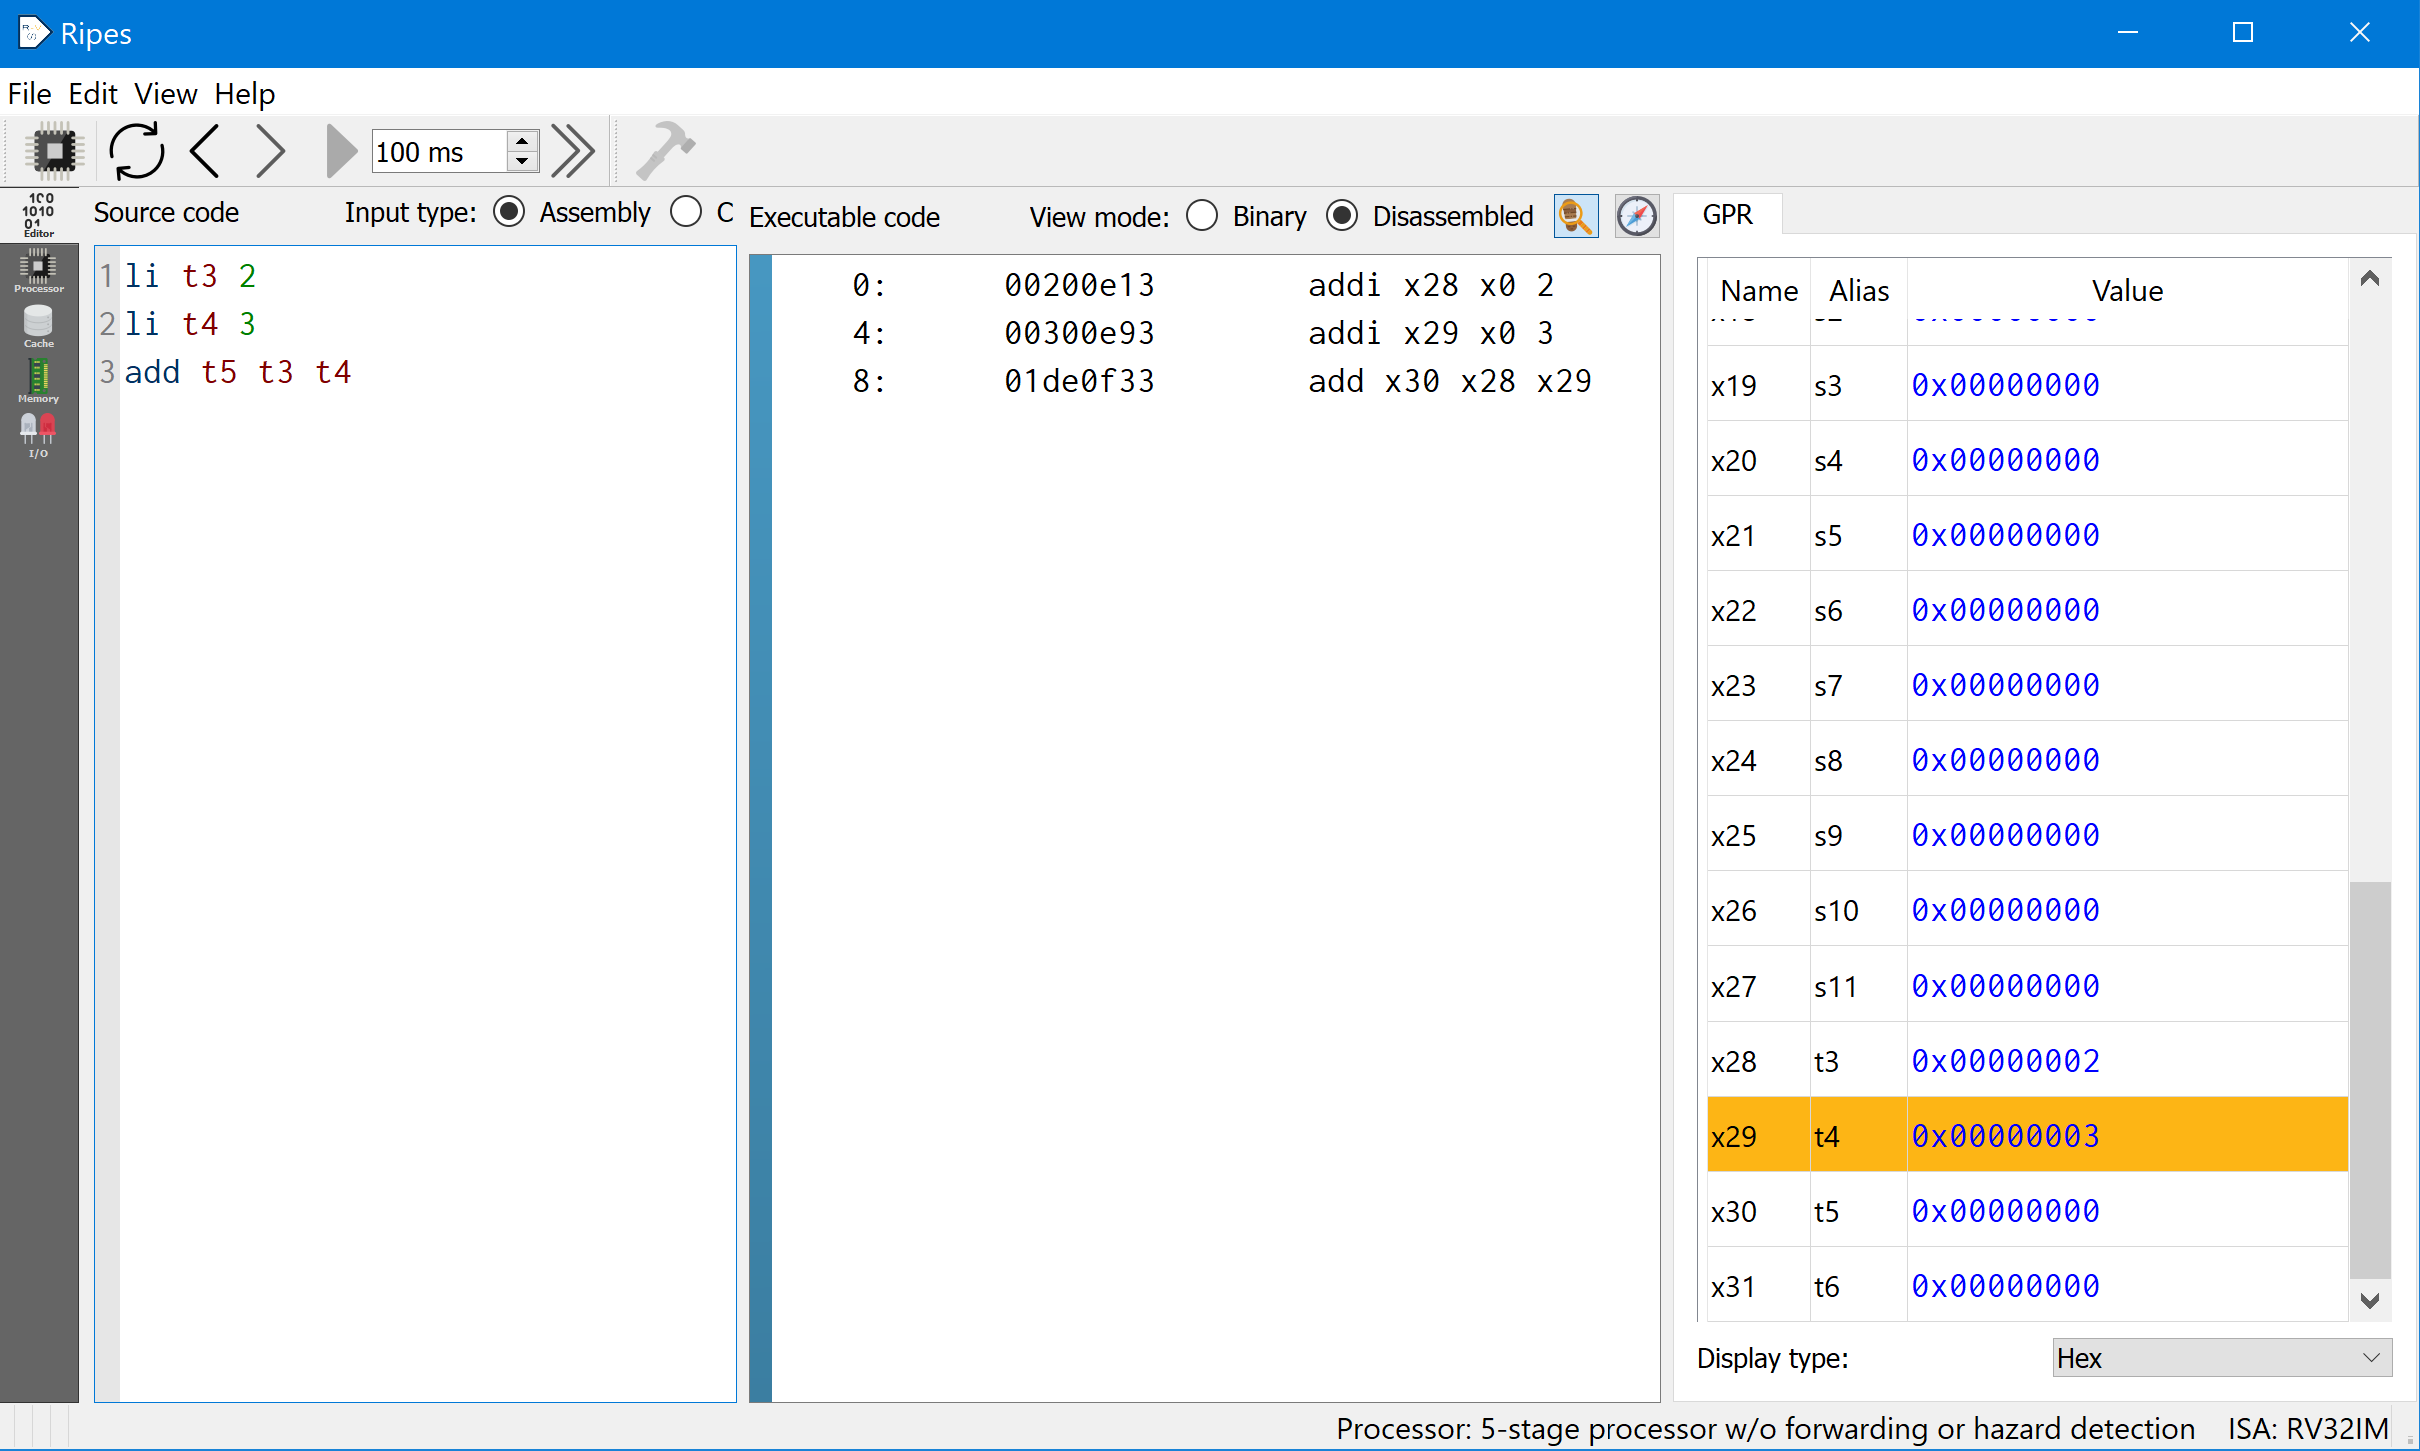 Ripes
File Edit View Help
100 ms
Editor
Processor
Cache
Memory
I/O
Source code Input type: Assembly C
1 li t3 2
2 li t4 3
3 add t5 t3 t4
Executable code View mode: Binary Disassembled
0: 00200e13 addi x28 x0 2
4: 00300e93 addi x29 x0 3
8: 01de0f33 add x30 x28 x29
GPR
Name Alias Value
x19 s3 0x00000000
x20 s4 0x00000000
x21 s5 0x00000000
x22 s6 0x00000000
x23 s7 0x00000000
x24 s8 0x00000000
x25 s9 0x00000000
x26 s10 0x00000000
x27 s11 0x00000000
x28 t3 0x00000002
x29 t4 0x00000003
x30 t5 0x00000000
x31 t6 0x00000000
Display type: Hex
Processor: 5-stage processor w/o forwarding or hazard detection ISA: RV32IM